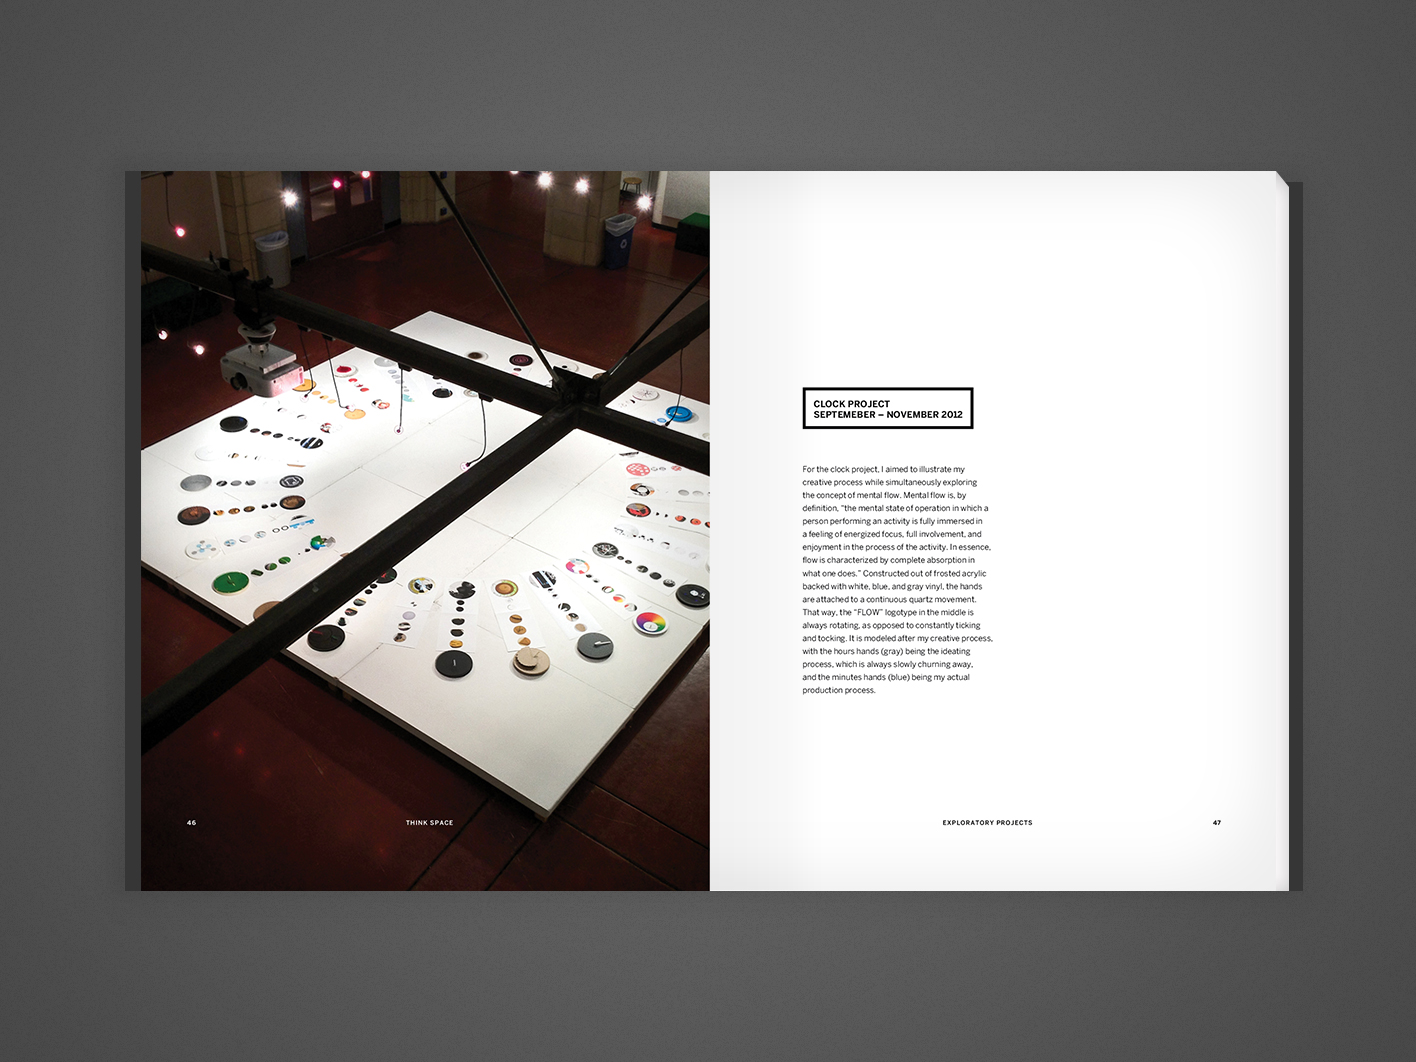 CLOCK PROJECT
SEPTEMEBER – NOVEMBER 2012
For the clock project, I aimed to illustrate my
creative process while simultaneously exploring
the concept of mental flow. Mental flow is, by
definition, “the mental state of operation in which a
person performing an activity is fully immersed in
a feeling of energized focus, full involvement, and
enjoyment in the process of the activity. In essence,
flow is characterized by complete absorption in
what one does.” Constructed out of frosted acrylic
backed with white, blue, and gray vinyl, the hands
are attached to a continuous quartz movement.
That way, the “FLOW” logotype in the middle is
always rotating, as opposed to constantly ticking
and tocking. It is modeled after my creative process,
with the hours hands (gray) being the ideating
process, which is always slowly churning away,
and the minutes hands (blue) being my actual
production process.
46
THINK SPACE
EXPLORATORY PROJECTS
47